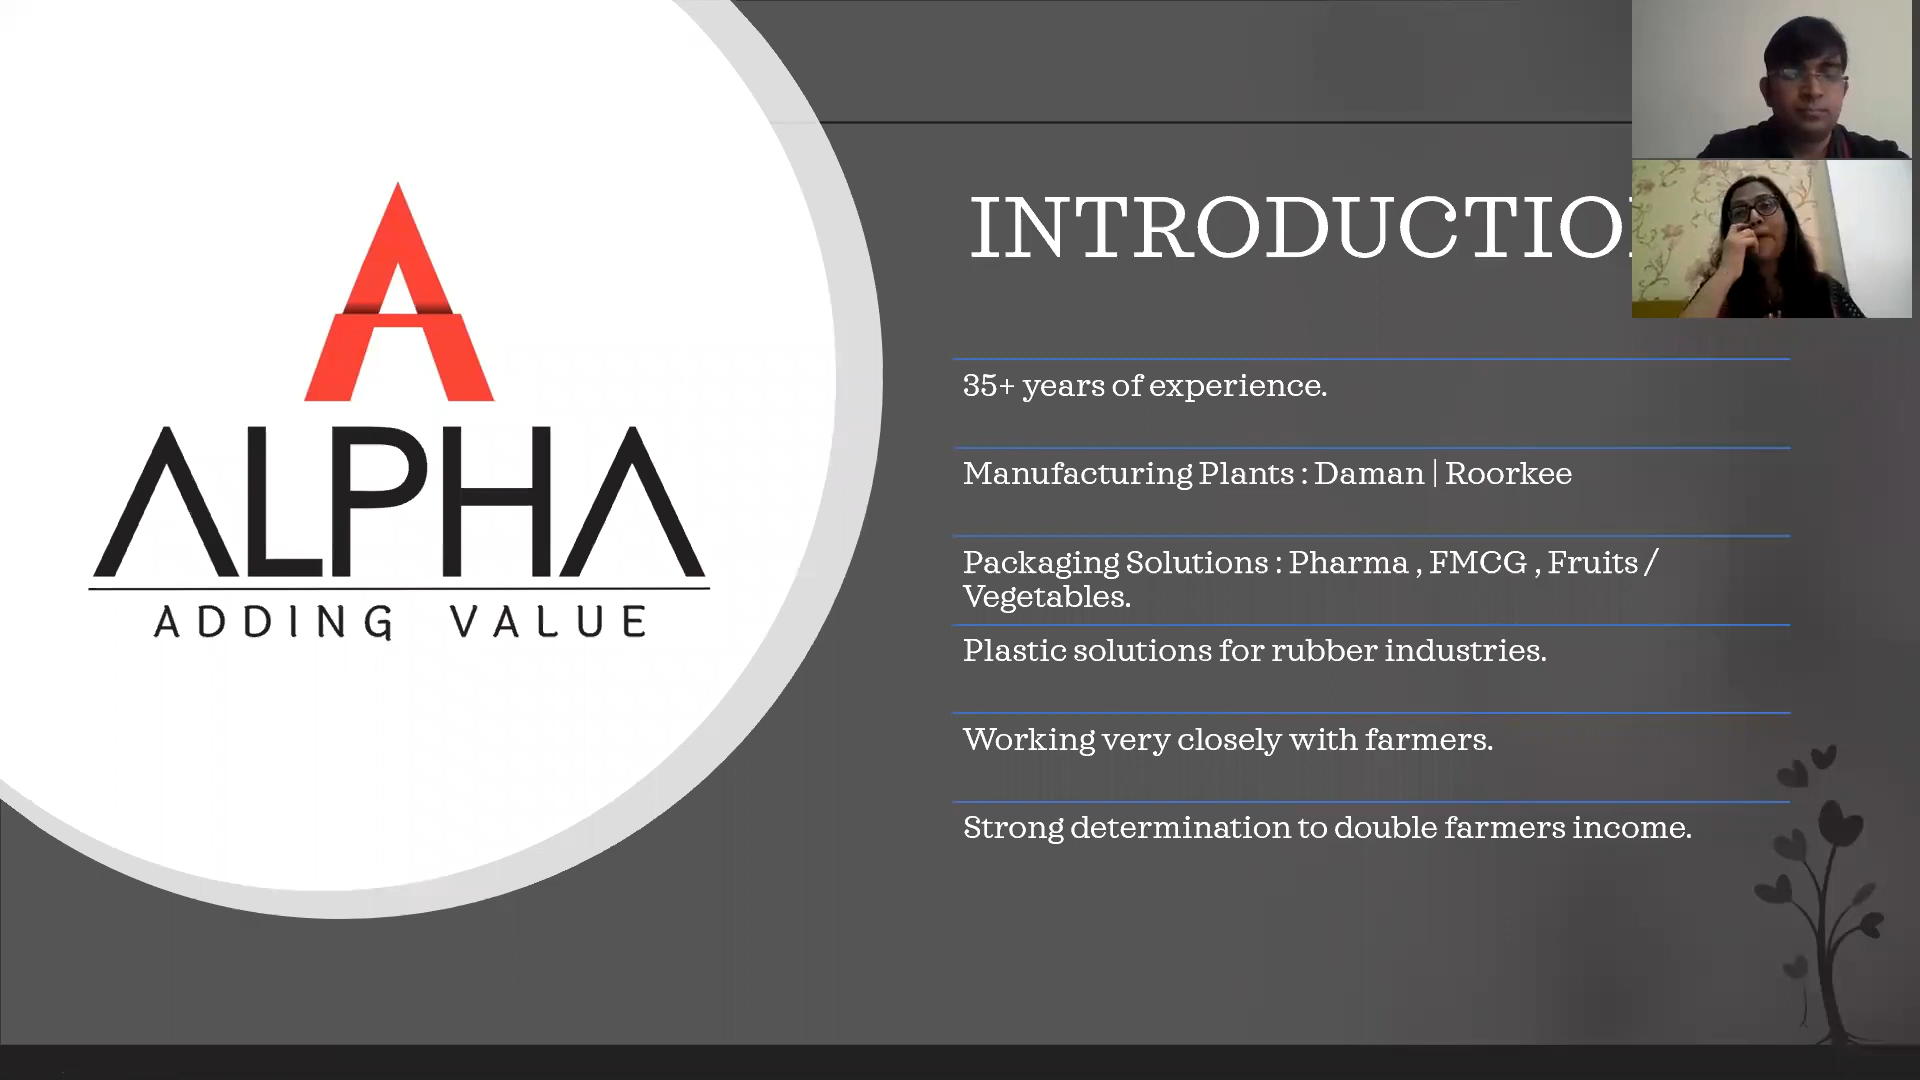 ALPHA
ADDING VALUE
INTRODUCTIO
35+ years of experience.
Manufacturing Plants : Daman | Roorkee
Packaging Solutions : Pharma , FMCG , Fruits /
Vegetables.
Plastic solutions for rubber industries.
Working very closely with farmers.
Strong determination to double farmers income.